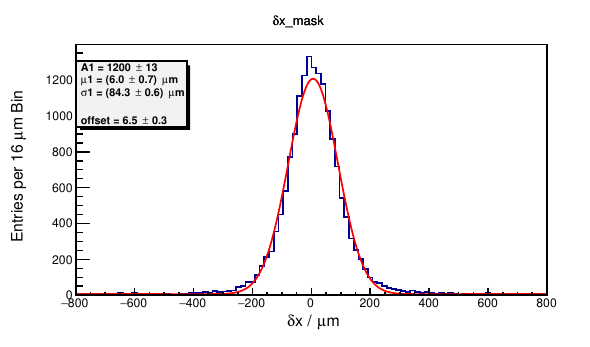 δx_mask
A1 = 1200 ± 13
μ1 = (6.0 ± 0.7) μm
σ1 = (84.3 ± 0.6) μm
offset = 6.5 ± 0.3
Entries per 16 μm Bin
1200
1000
800
600
400
200
0
−800 −600 −400 −200 0 200 400 600 800
δx / μm